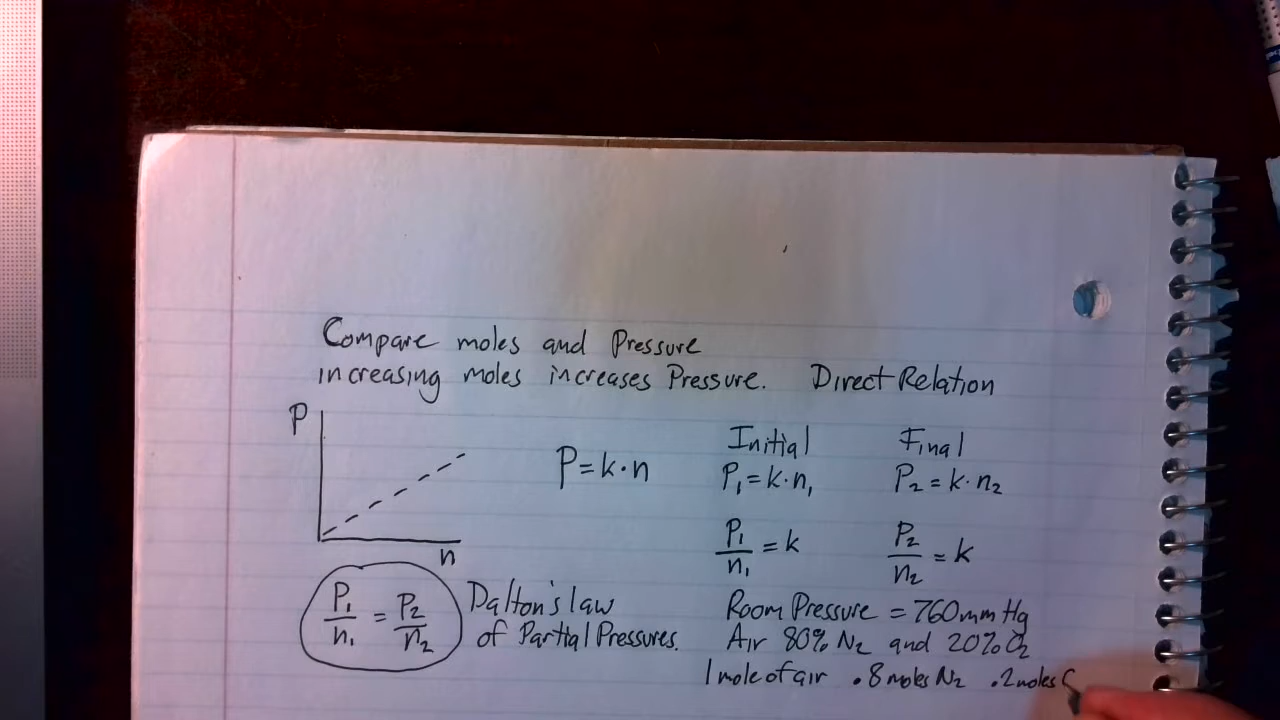 Compare moles and Pressure
increasing moles increases Pressure. Direct Relation
P
n
P=k·n
Initial Final
P₁=k·n₁ P₂=k·n₂
P₁/n₁=k P₂/n₂=k
P₁/n₁=P₂/n₂
Dalton's law
of Partial Pressures.
Room Pressure = 760mm Hg
Air 80% N₂ and 20% O₂
1 mole of air .8 moles N₂ .2 moles